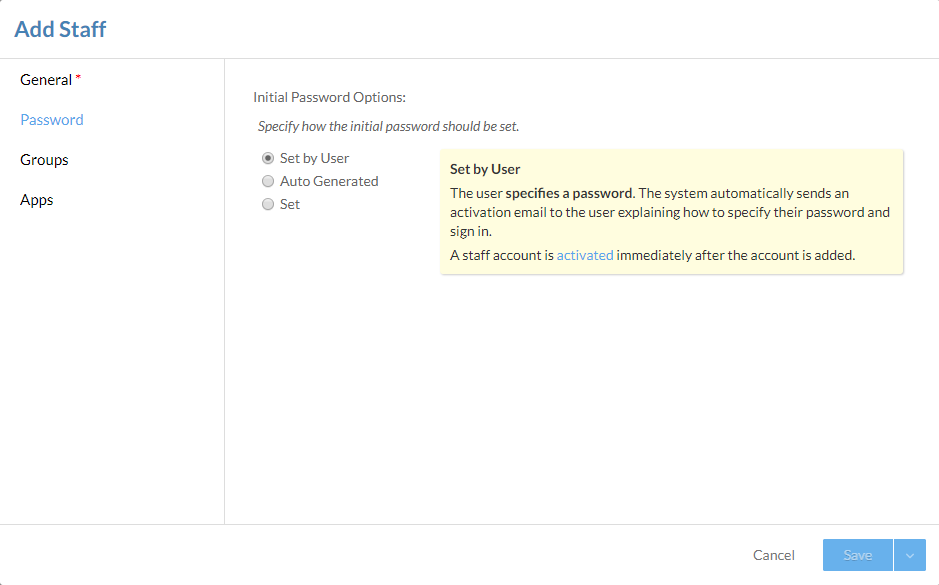 Add Staff
General *
Password
Groups
Apps
Initial Password Options:
Specify how the initial password should be set.
Set by User
Auto Generated
Set
Set by User
The user specifies a password. The system automatically sends an
activation email to the user explaining how to specify their password and
sign in.
A staff account is activated immediately after the account is added.
Cancel
Save